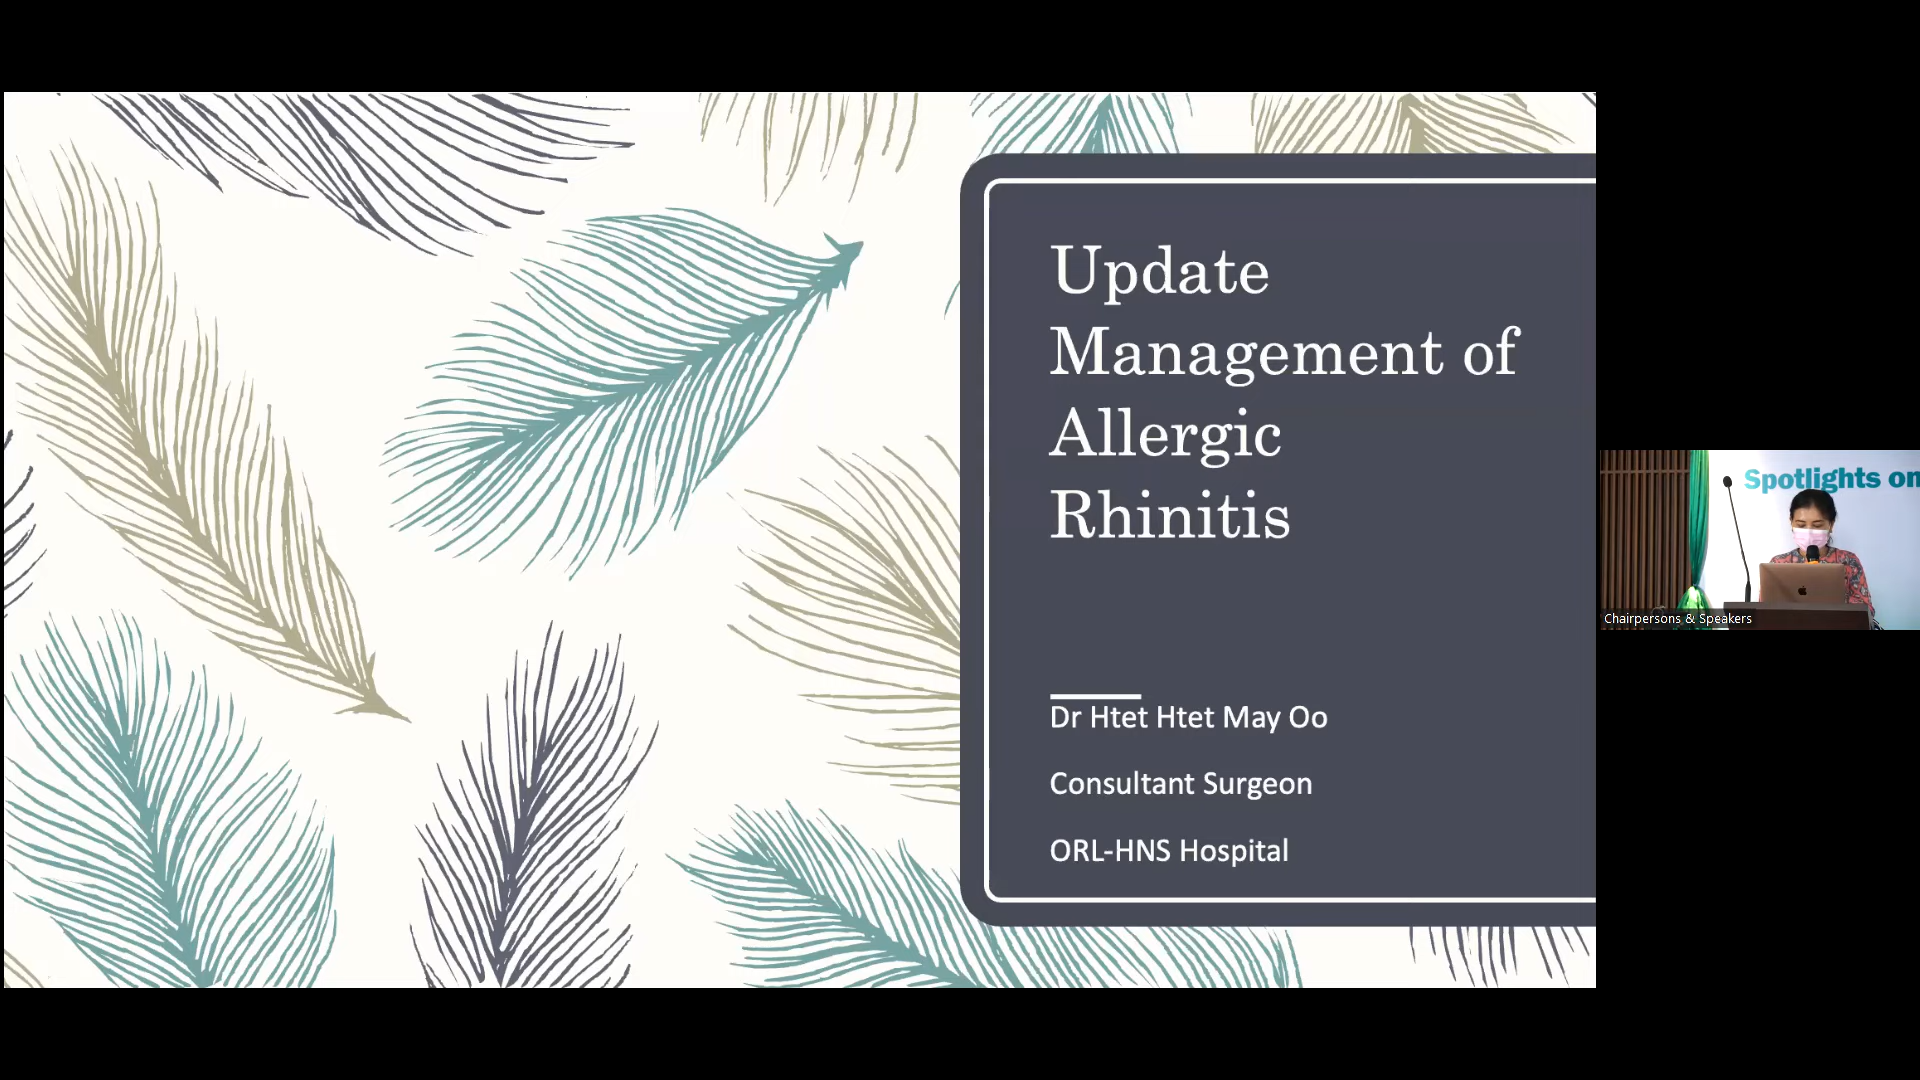 Update
Management of
Allergic
Rhinitis
Dr Htet Htet May Oo
Consultant Surgeon
ORL-HNS Hospital
Spotlights on
Chairpersons & Speakers